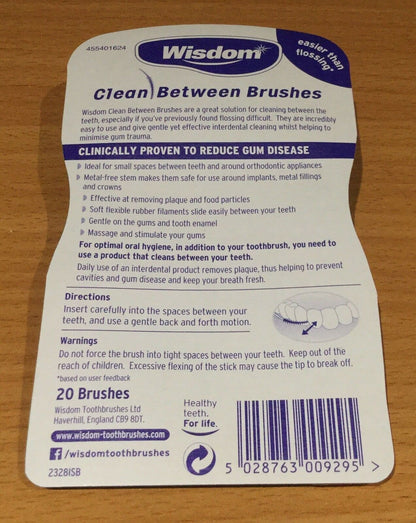 455401624
Wisdom
easier than
flossing*
Clean Between Brushes
Wisdom Clean Between Brushes are a great solution for cleaning between the
teeth, especially if you've previously found flossing difficult. They are incredibly
easy to use and give gentle yet effective interdental cleaning whilst helping to
minimise gum trauma.
CLINICALLY PROVEN TO REDUCE GUM DISEASE
Ideal for small spaces between teeth and around orthodontic appliances
Metal-free stem makes them safe for use around implants, metal fillings
and crowns
Effective at removing plaque and food particles
Soft flexible rubber filaments slide easily between your teeth
Gentle on the gums and tooth enamel
Massage and stimulate your gums
For optimal oral hygiene, in addition to your toothbrush, you need to
use a product that cleans between your teeth.
Daily use of an interdental product removes plaque, thus helping to prevent
cavities and gum disease and keep your breath fresh.
Directions
Insert carefully into the spaces between your
teeth, and use a gentle back and forth motion.
Warnings
Do not force the brush into tight spaces between your teeth. Keep out of the
reach of children. Excessive flexing of the stick may cause the tip to break off.
*based on user feedback
20 Brushes
Wisdom Toothbrushes Ltd
Haverhill, England CB9 8DT.
www.wisdom-toothbrushes.com
f /wisdomtoothbrushes
2328ISB
Healthy
teeth.
For life.
5 028763 009295 >